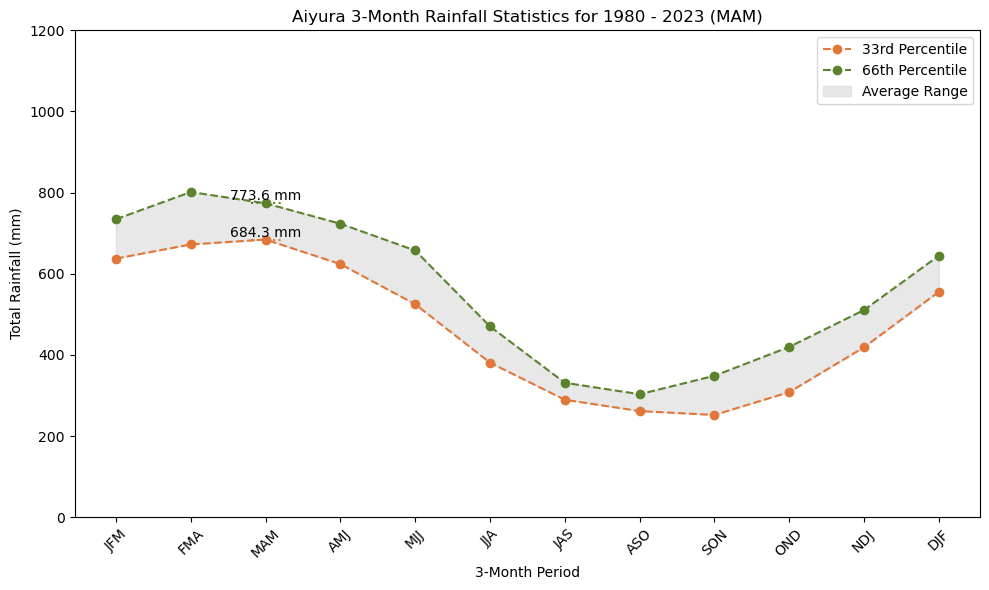 Aiyura 3-Month Rainfall Statistics for 1980 - 2023 (MAM)
33rd Percentile
66th Percentile
Average Range
Total Rainfall (mm)
1200
1000
800
600
400
200
0
773.6 mm
684.3 mm
JFM
FMA
MAM
AMJ
MJJ
JJA
JAS
ASO
SON
OND
NDJ
DJF
3-Month Period